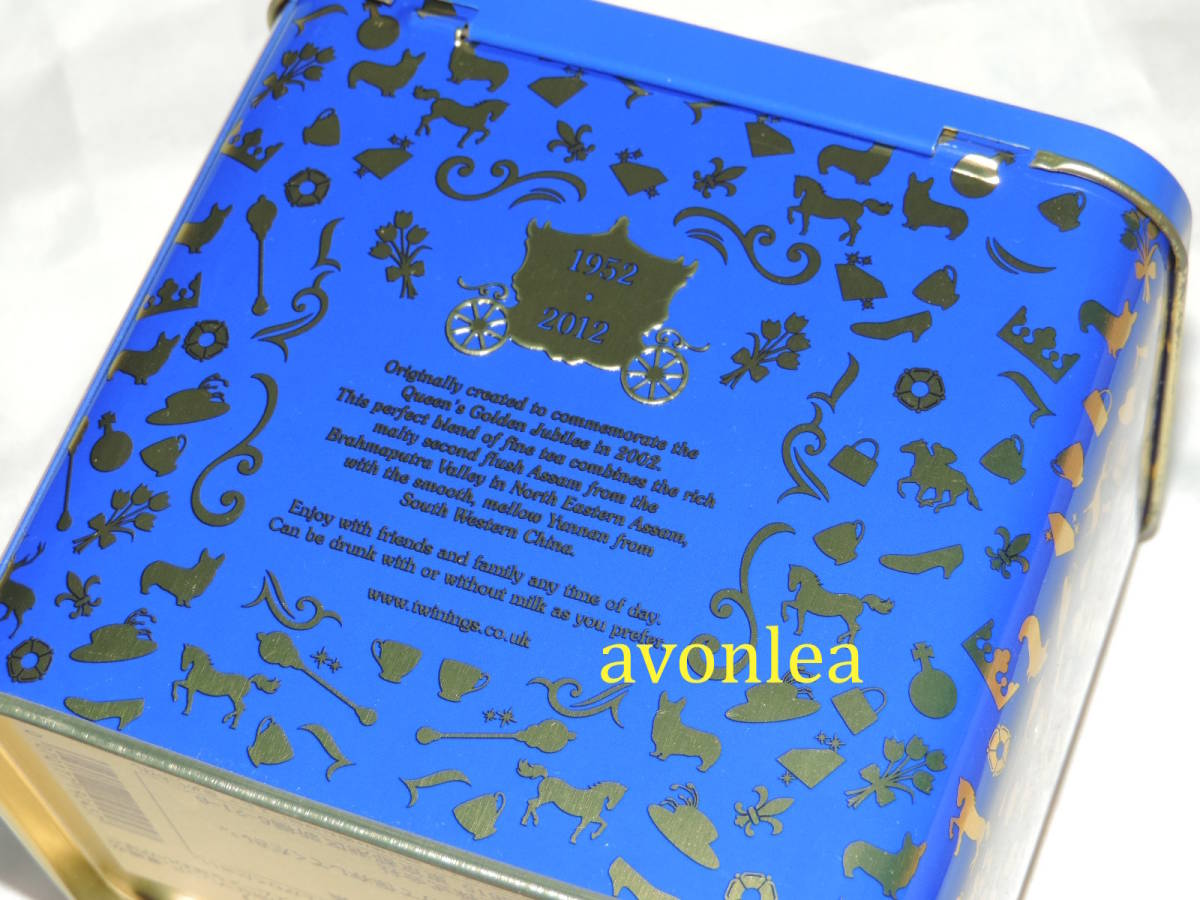 1952
·
2012
Originally created to commemorate the
Queen's Golden Jubilee in 2002.
This perfect blend of fine tea combines the rich
malty second flush Assam from the
Brahmaputra Valley in North Eastern Assam,
with the smooth, mellow Yunnan from
South Western China.
Enjoy with friends and family any time of day.
Can be drunk with or without milk as you prefer.
www.twinings.co.uk
avonlea